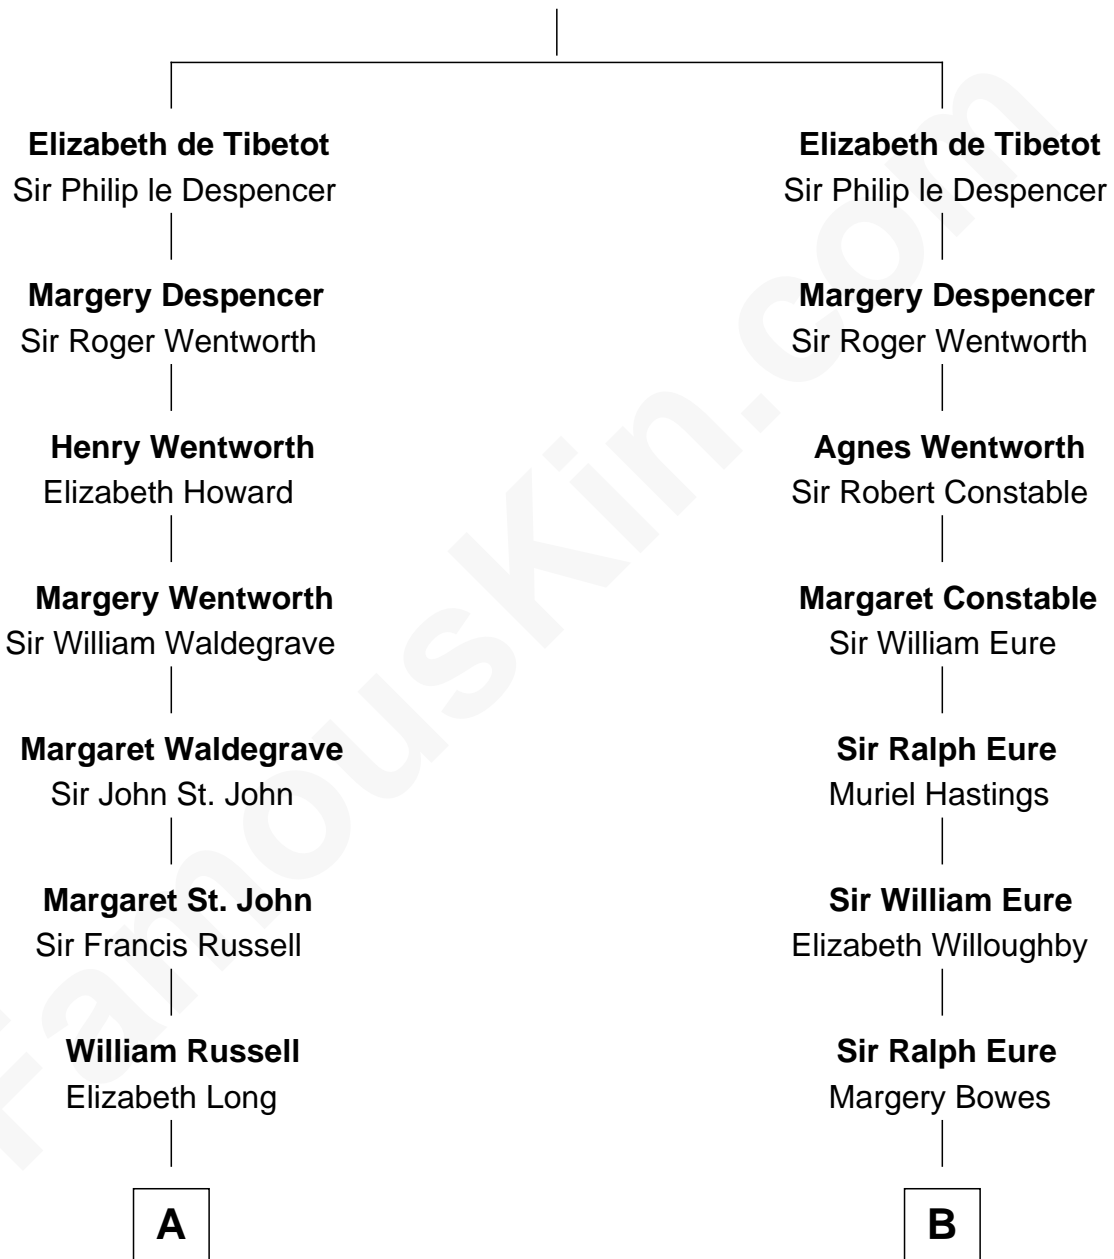 Elizabeth de Tibetot
Sir Philip le Despencer
Margery Despencer
Sir Roger Wentworth
Henry Wentworth
Elizabeth Howard
Margery Wentworth
Sir William Waldegrave
Margaret Waldegrave
Sir John St. John
Margaret St. John
Sir Francis Russell
William Russell
Elizabeth Long
A
Elizabeth de Tibetot
Sir Philip le Despencer
Margery Despencer
Sir Roger Wentworth
Agnes Wentworth
Sir Robert Constable
Margaret Constable
Sir William Eure
Sir Ralph Eure
Muriel Hastings
Sir William Eure
Elizabeth Willoughby
Sir Ralph Eure
Margery Bowes
B
FamousKin.com